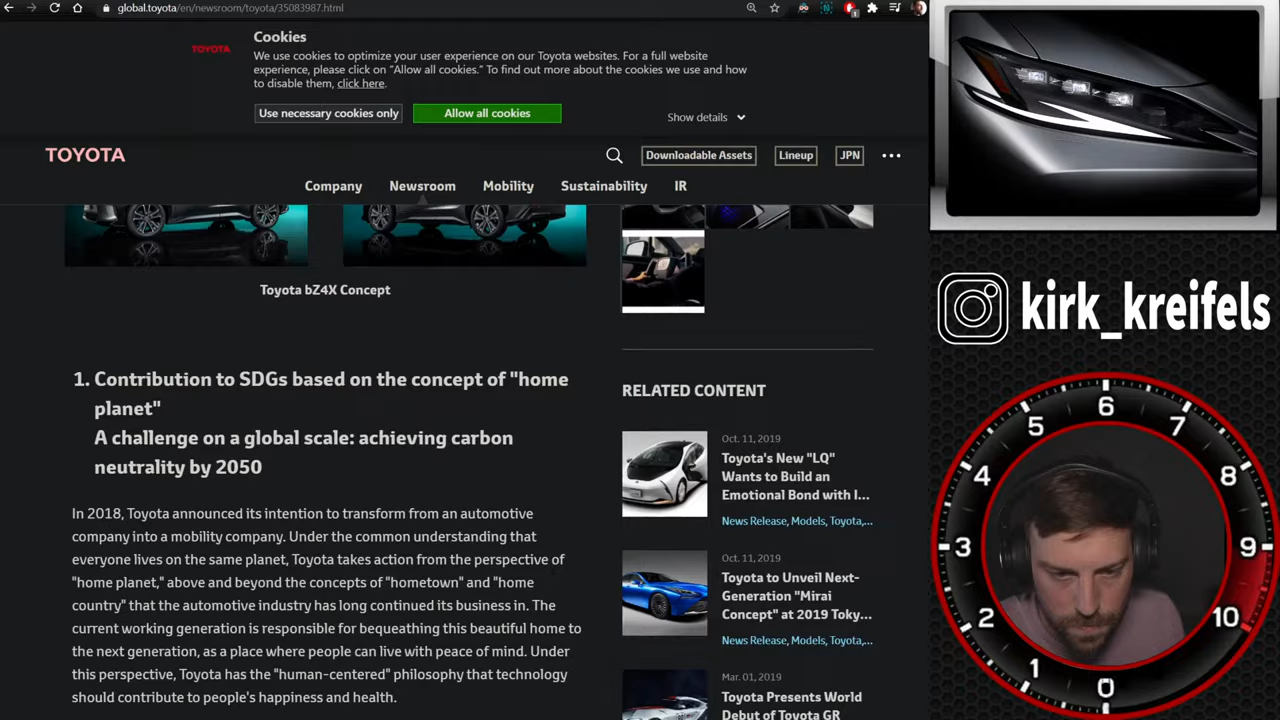 global.toyota/en/newsroom/toyota/35083987.html
TOYOTA
Cookies
We use cookies to optimize your user experience on our Toyota websites. For a full website
experience, please click on "Allow all cookies." To find out more about the cookies we use and how
to disable them, click here.
Use necessary cookies only
Allow all cookies
Show details
TOYOTA
Downloadable Assets
Lineup
JPN
Company
Newsroom
Mobility
Sustainability
IR
Toyota bZ4X Concept
1. Contribution to SDGs based on the concept of "home
planet"
A challenge on a global scale: achieving carbon
neutrality by 2050
In 2018, Toyota announced its intention to transform from an automotive
company into a mobility company. Under the common understanding that
everyone lives on the same planet, Toyota takes action from the perspective of
"home planet," above and beyond the concepts of "hometown" and "home
country" that the automotive industry has long continued its business in. The
current working generation is responsible for bequeathing this beautiful home to
the next generation, as a place where people can live with peace of mind. Under
this perspective, Toyota has the "human-centered" philosophy that technology
should contribute to people's happiness and health.
RELATED CONTENT
Oct. 11, 2019
Toyota's New "LQ"
Wants to Build an
Emotional Bond with I...
News Release, Models, Toyota,...
Oct. 11, 2019
Toyota to Unveil Next-
Generation "Mirai
Concept" at 2019 Toky...
News Release, Models, Toyota,...
Mar. 01, 2019
Toyota Presents World
Debut of Toyota GR
kirk_kreifels
0
1
2
3
4
5
6
7
8
9
10